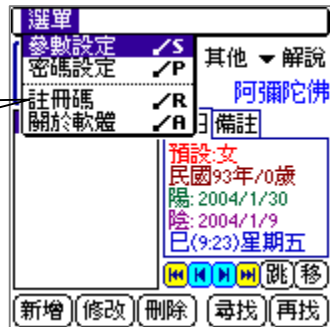 選單
參數設定 ／S
密碼設定 ／P
註冊碼 ／R
關於軟體 ／A
其他 ▼ 解說
阿彌陀佛
備註
預設:女
民國93年/0歲
陽:2004/1/30
陰:2004/1/9
巳(9:23)星期五
跳 移
新增 修改 刪除 尋找 再找